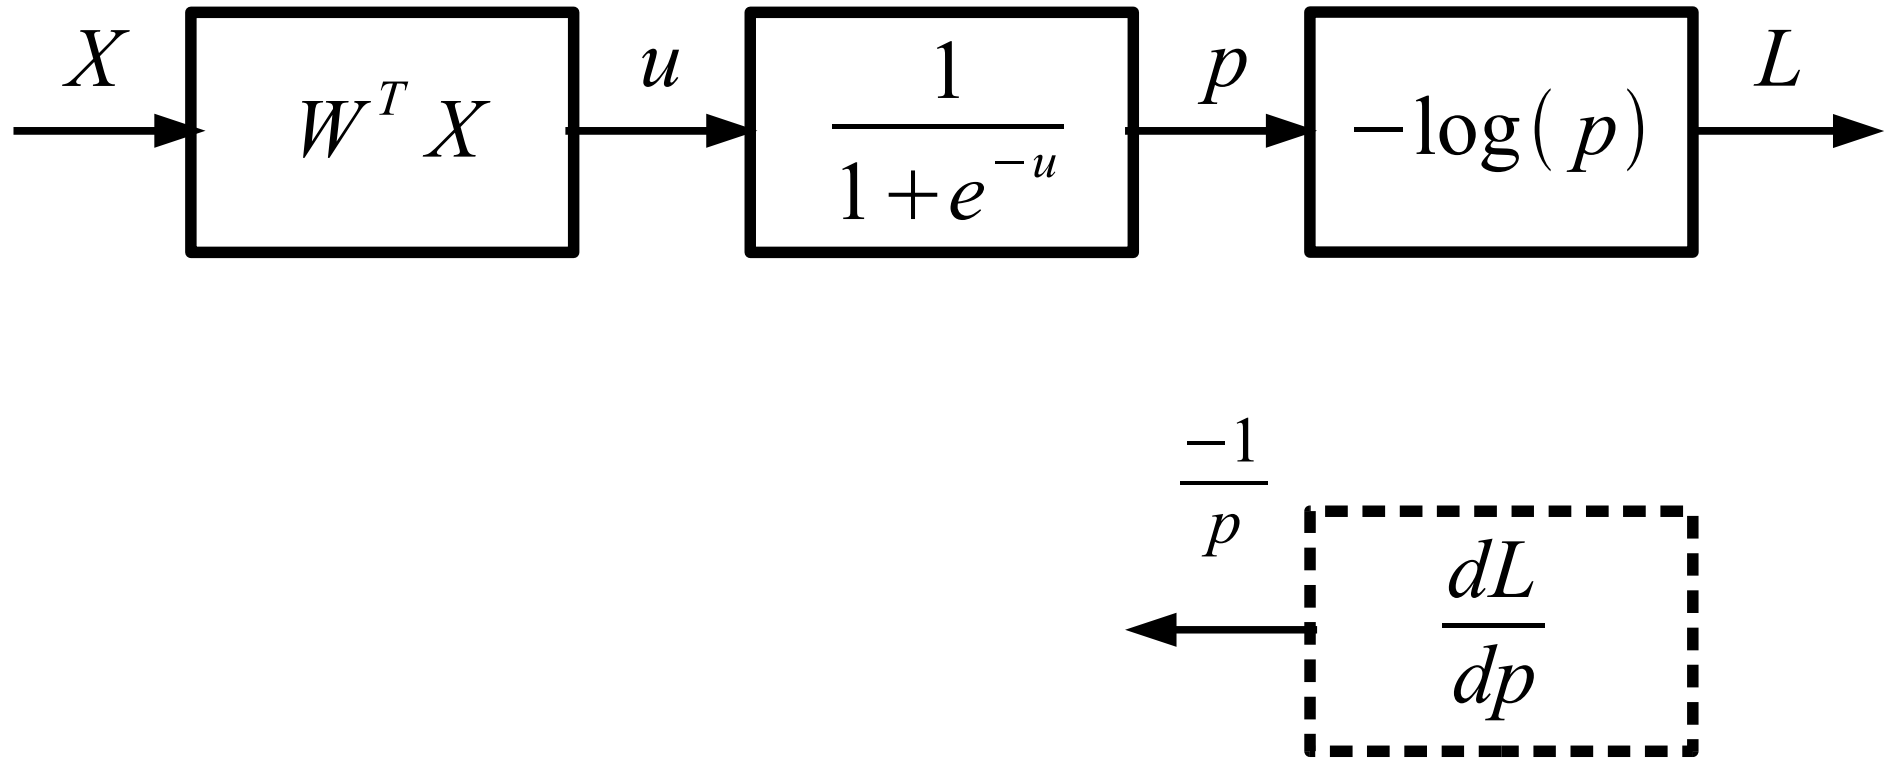 X W^T X u 1/(1+e^{-u}) p -log(p) L
-1/p dL/dp